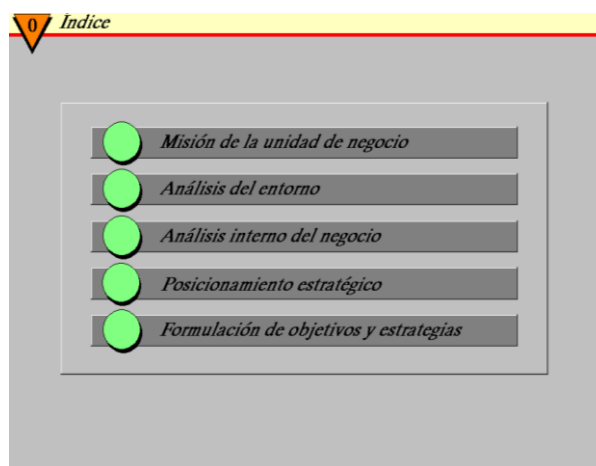 0 Índice
Misión de la unidad de negocio
Análisis del entorno
Análisis interno del negocio
Posicionamiento estratégico
Formulación de objetivos y estrategias